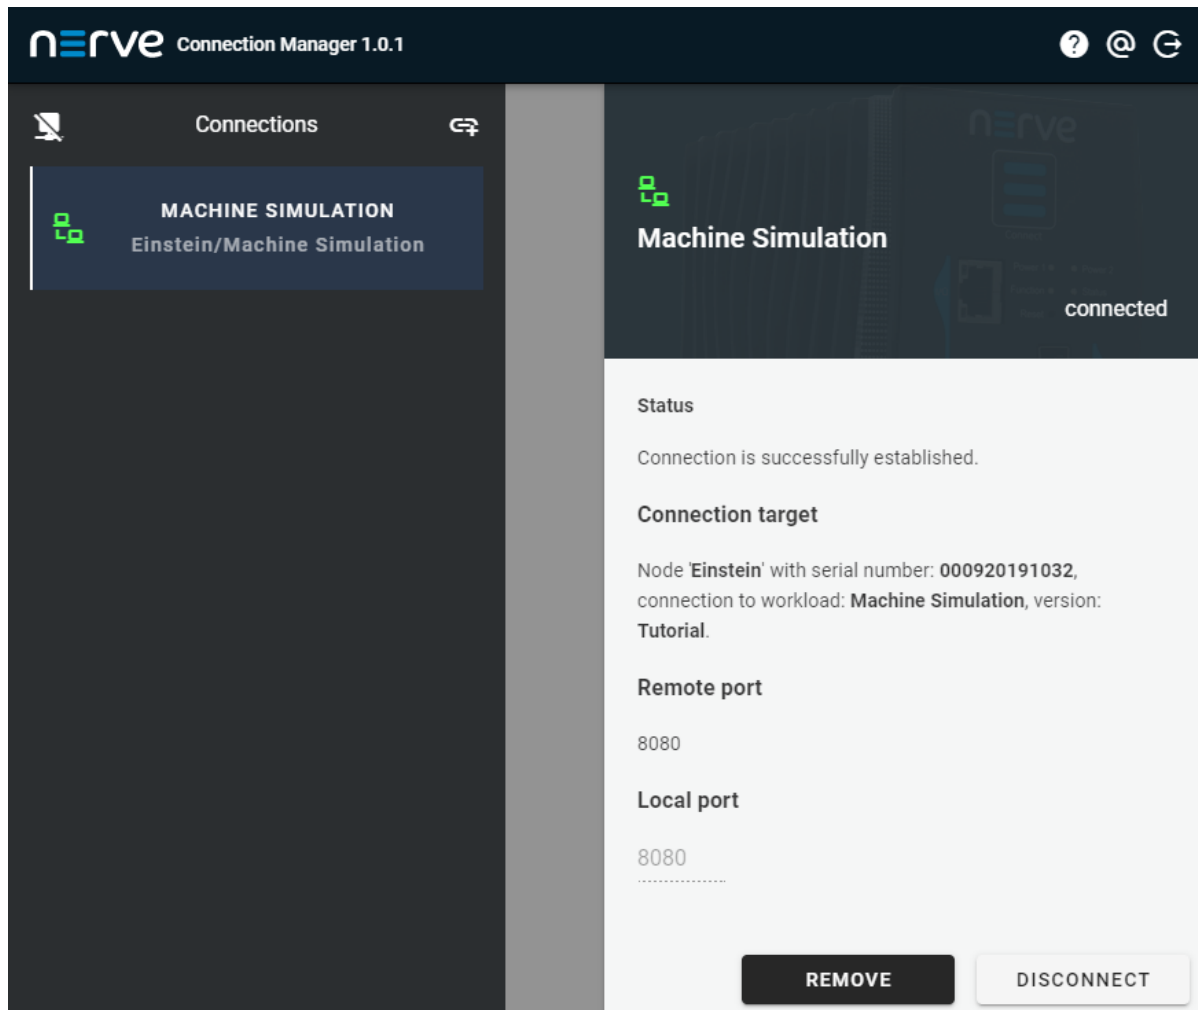 nerve Connection Manager 1.0.1
Connections
MACHINE SIMULATION
Einstein/Machine Simulation
nerve
Machine Simulation
connected
Status
Connection is successfully established.
Connection target
Node 'Einstein' with serial number: 000920191032,
connection to workload: Machine Simulation, version:
Tutorial.
Remote port
8080
Local port
8080
REMOVE
DISCONNECT